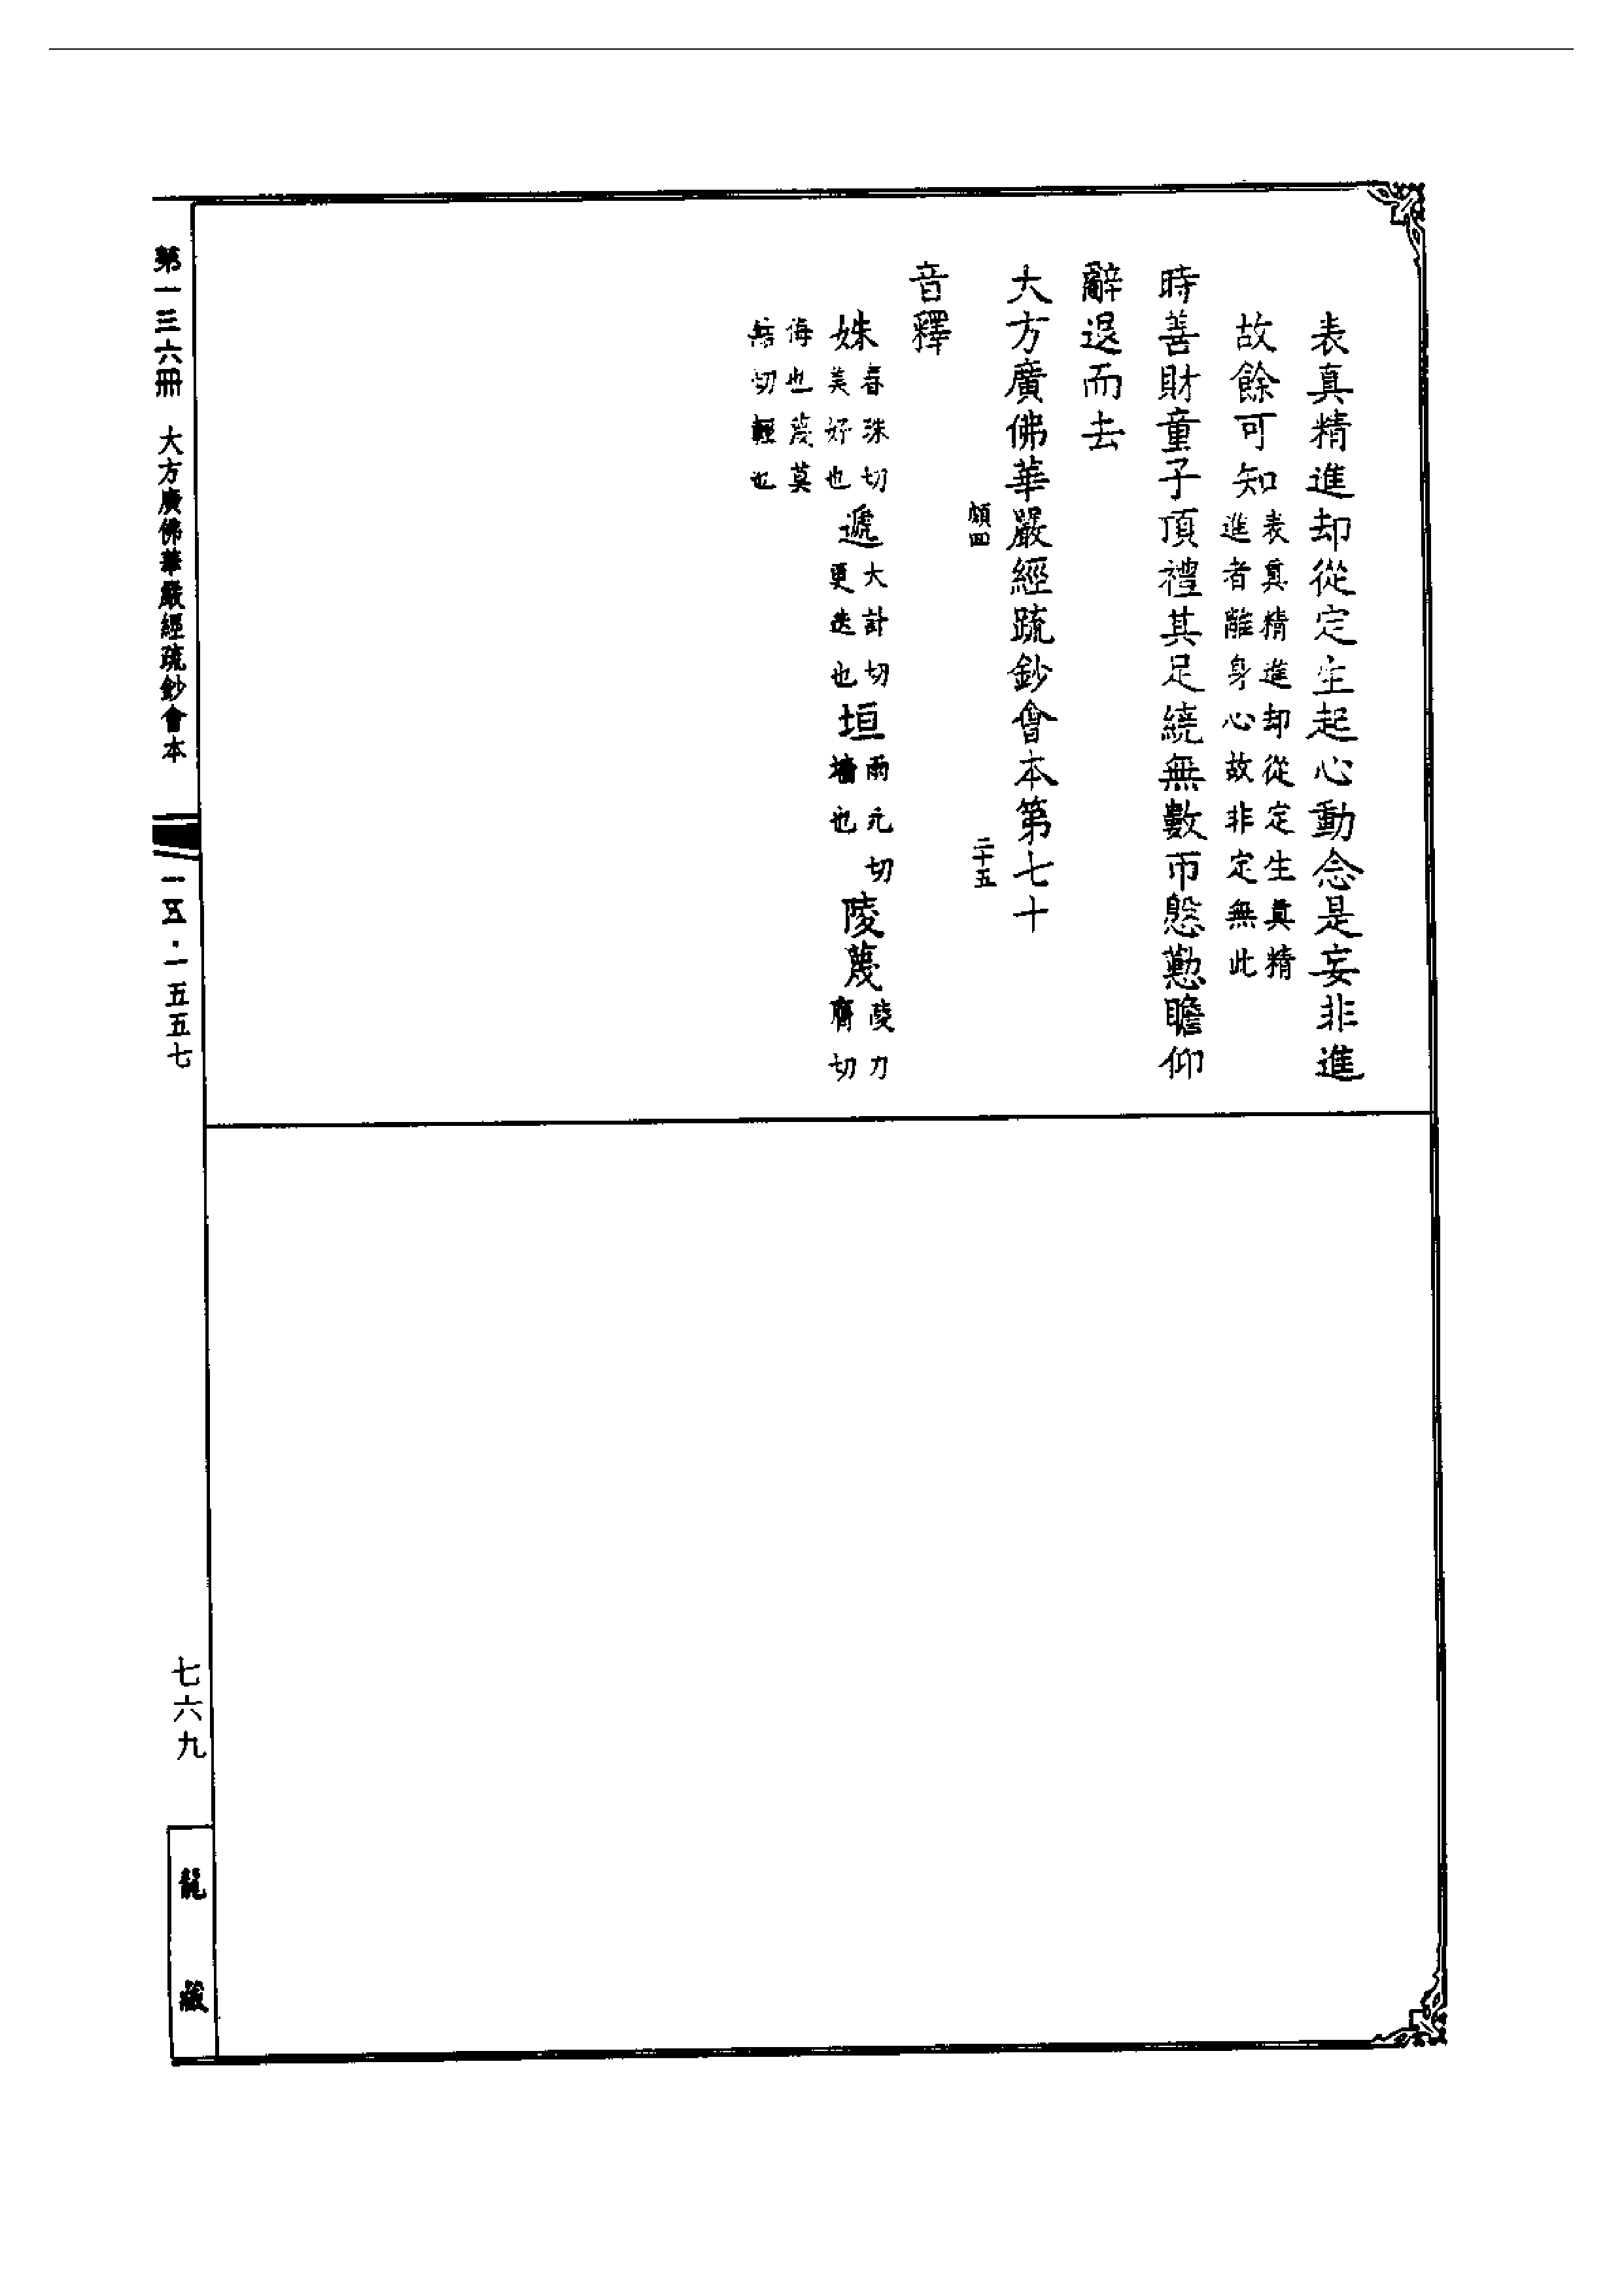 表真精進却從定生起心動念是妄非進
故餘可知表真精進却從定生真精
進者離身心故非定無此
時善財童子頂禮其足繞無數帀慇懃瞻仰
辭退而去
大方廣佛華嚴經疏鈔會本第七十
二十五
音釋
姝春珠切美好也遞大計切更迭也垣雨元切墻也陵蔑陵力膺切
侮也蔑莫結切輕也
第一三六冊 大方廣佛華嚴經疏鈔會本
一五·一五五七
七六九
龍藏